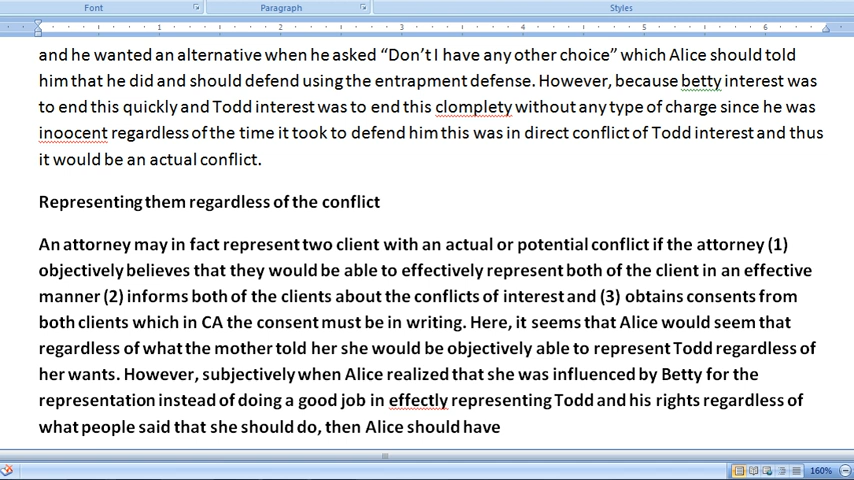 Font Paragraph Styles
1 2 3 4 5 6
and he wanted an alternative when he asked “Don’t I have any other choice” which Alice should told
him that he did and should defend using the entrapment defense. However, because betty interest was
to end this quickly and Todd interest was to end this clomplety without any type of charge since he was
inoocent regardless of the time it took to defend him this was in direct conflict of Todd interest and thus
it would be an actual conflict.
Representing them regardless of the conflict
An attorney may in fact represent two client with an actual or potential conflict if the attorney (1)
objectively believes that they would be able to effectively represent both of the client in an effective
manner (2) informs both of the clients about the conflicts of interest and (3) obtains consents from
both clients which in CA the consent must be in writing. Here, it seems that Alice would seem that
regardless of what the mother told her she would be objectively able to represent Todd regardless of
her wants. However, subjectively when Alice realized that she was influenced by Betty for the
representation instead of doing a good job in effectly representing Todd and his rights regardless of
what people said that she should do, then Alice should have
160%